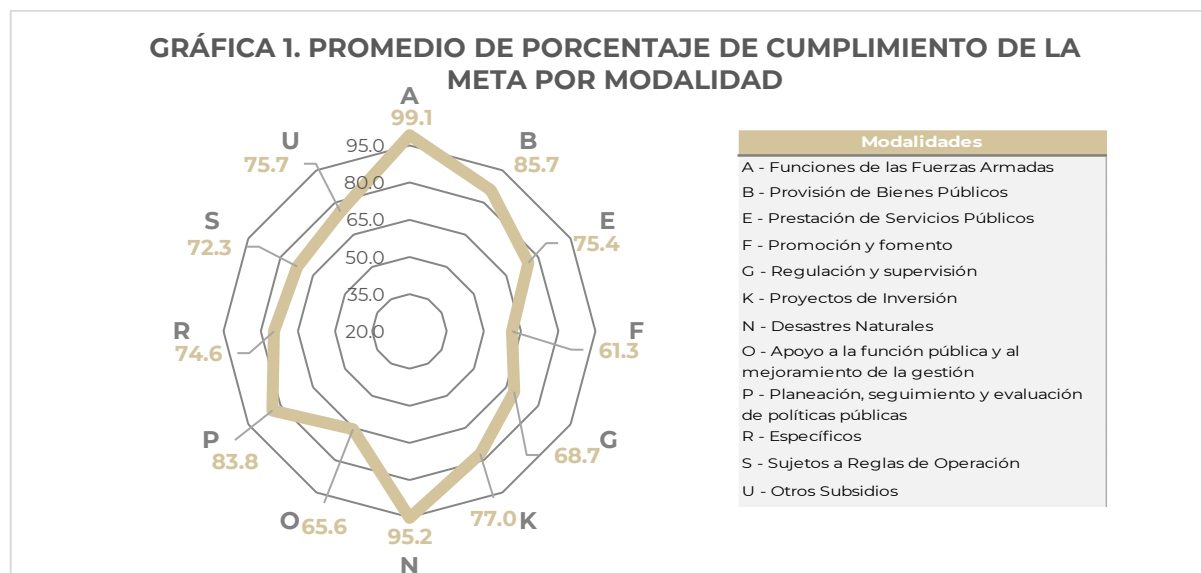 GRÁFICA 1. PROMEDIO DE PORCENTAJE DE CUMPLIMIENTO DE LA
META POR MODALIDAD
A
99.1
B
85.7
E
75.4
F
61.3
G
68.7
K
77.0
N
95.2
O
65.6
P
83.8
R
74.6
S
72.3
U
75.7
95.0
80.0
65.0
50.0
35.0
20.0
Modalidades
A - Funciones de las Fuerzas Armadas
B - Provisión de Bienes Públicos
E - Prestación de Servicios Públicos
F - Promoción y fomento
G - Regulación y supervisión
K - Proyectos de Inversión
N - Desastres Naturales
O - Apoyo a la función pública y al
mejoramiento de la gestión
P - Planeación, seguimiento y evaluación
de políticas públicas
R - Específicos
S - Sujetos a Reglas de Operación
U - Otros Subsidios